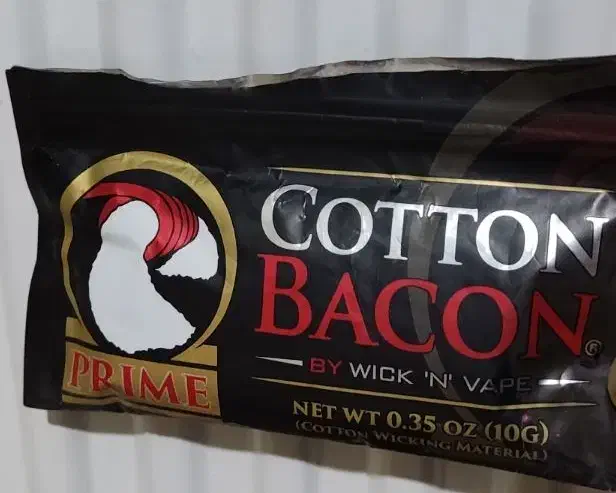 COTTON
BACON®
PRIME
BY WICK 'N' VAPE
NET WT 0.35 OZ (10G)
(COTTON WICKING MATERIAL)